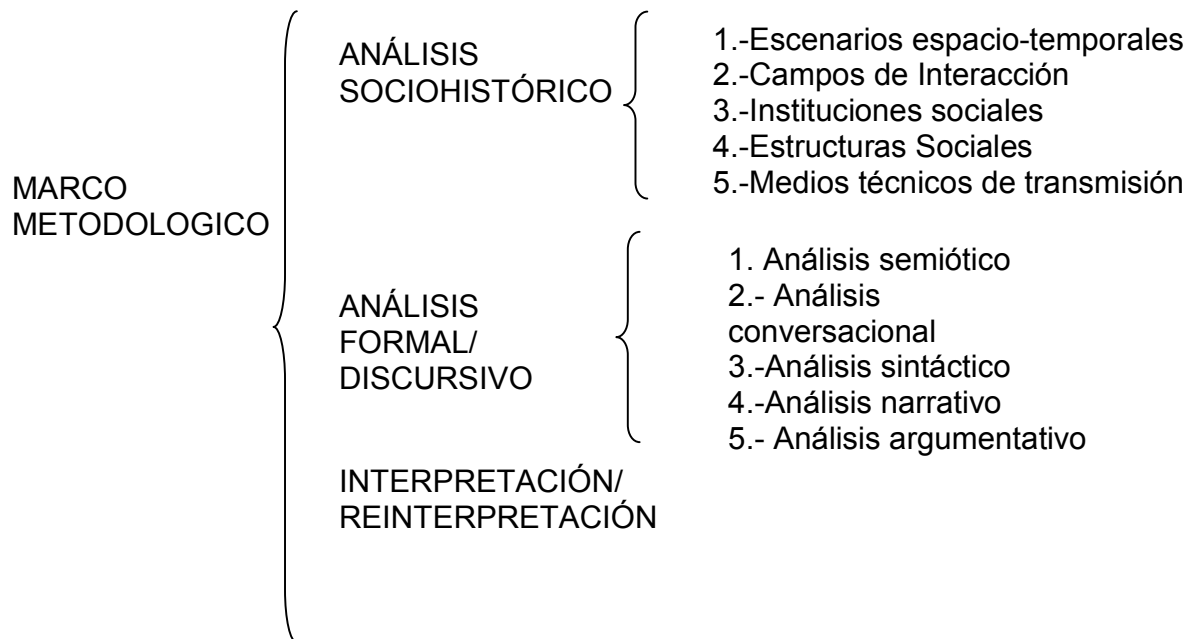 MARCO
METODOLOGICO
ANÁLISIS
SOCIOHISTÓRICO
1.-Escenarios espacio-temporales
2.-Campos de Interacción
3.-Instituciones sociales
4.-Estructuras Sociales
5.-Medios técnicos de transmisión
ANÁLISIS
FORMAL/
DISCURSIVO
1. Análisis semiótico
2.- Análisis
conversacional
3.-Análisis sintáctico
4.-Análisis narrativo
5.- Análisis argumentativo
INTERPRETACIÓN/
REINTERPRETACIÓN